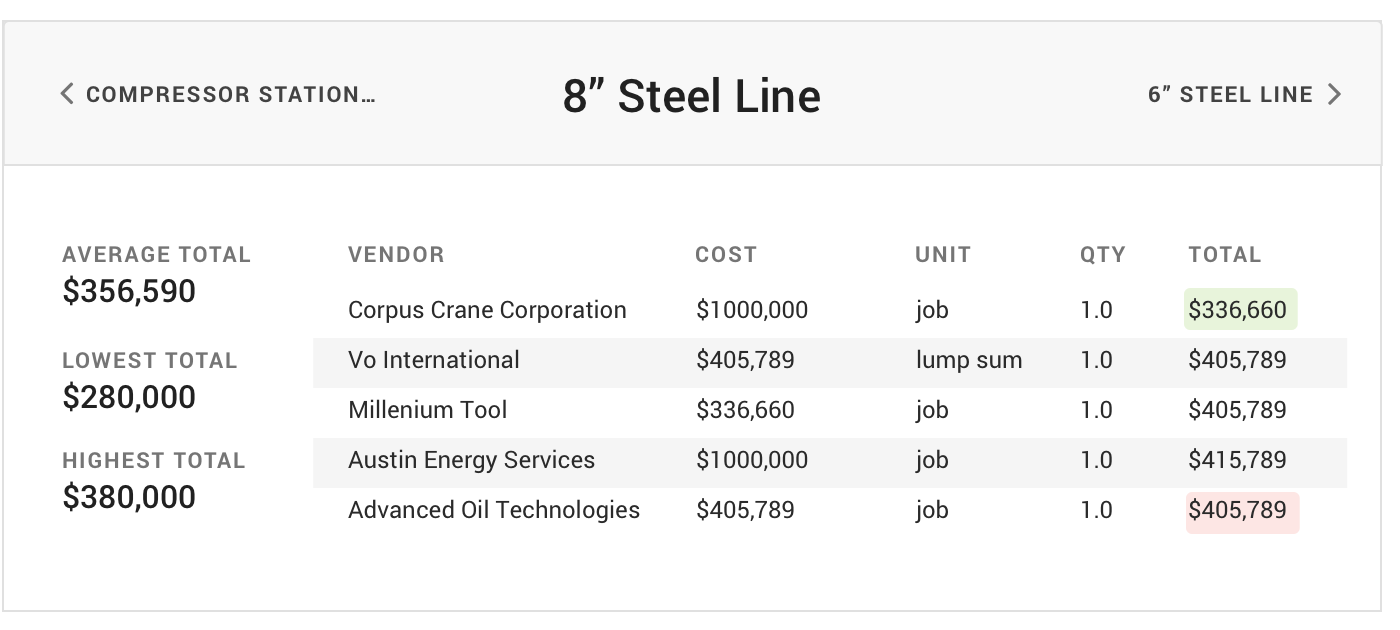 COMPRESSOR STATION… 8” Steel Line 6” STEEL LINE
AVERAGE TOTAL
$356,590
LOWEST TOTAL
$280,000
HIGHEST TOTAL
$380,000
VENDOR COST UNIT QTY TOTAL
Corpus Crane Corporation $1000,000 job 1.0 $336,660
Vo International $405,789 lump sum 1.0 $405,789
Millenium Tool $336,660 job 1.0 $405,789
Austin Energy Services $1000,000 job 1.0 $415,789
Advanced Oil Technologies $405,789 job 1.0 $405,789